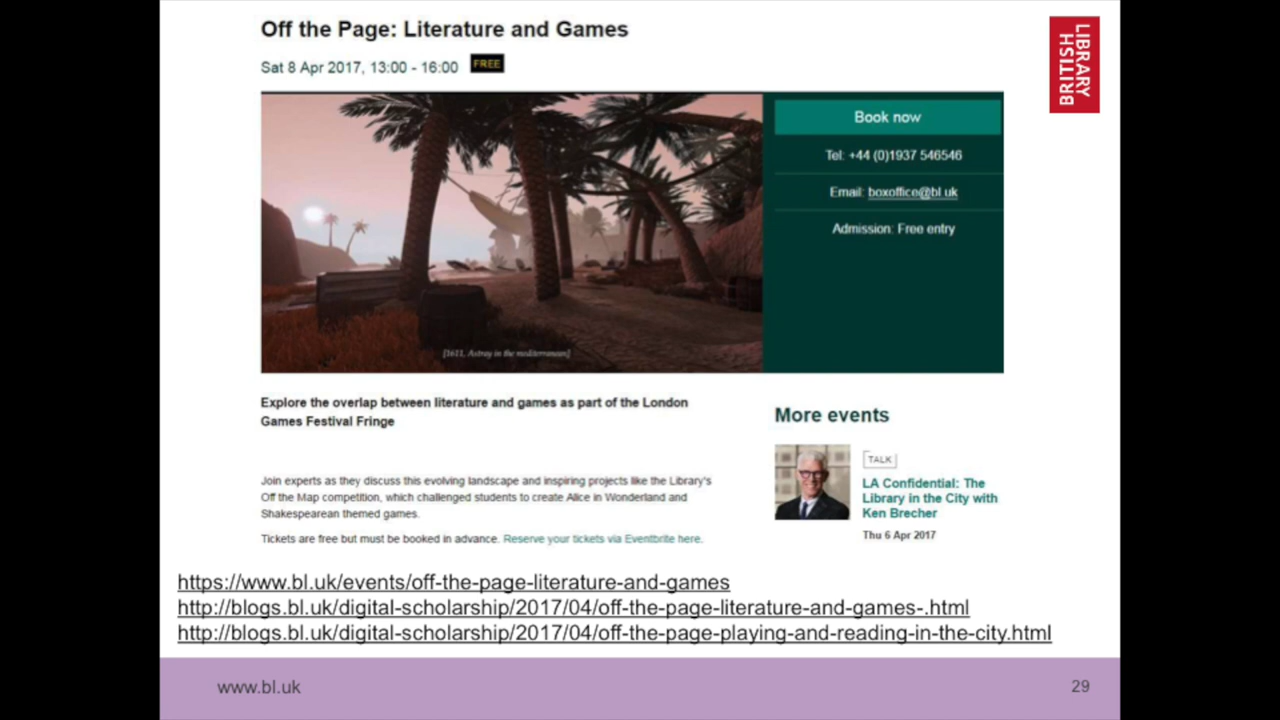 Off the Page: Literature and Games
Sat 8 Apr 2017, 13:00 - 16:00 FREE
BRITISH
LIBRARY
Book now
Tel: +44 (0)1937 546546
Email: boxoffice@bl.uk
Admission: Free entry
[1611, Astray in the mediterranean]
Explore the overlap between literature and games as part of the London
Games Festival Fringe
Join experts as they discuss this evolving landscape and inspiring projects like the Library's
Off the Map competition, which challenged students to create Alice in Wonderland and
Shakespearean themed games.
Tickets are free but must be booked in advance. Reserve your tickets via Eventbrite here.
More events
TALK
LA Confidential: The
Library in the City with
Ken Brecher
Thu 6 Apr 2017
https://www.bl.uk/events/off-the-page-literature-and-games
http://blogs.bl.uk/digital-scholarship/2017/04/off-the-page-literature-and-games-.html
http://blogs.bl.uk/digital-scholarship/2017/04/off-the-page-playing-and-reading-in-the-city.html
www.bl.uk
29